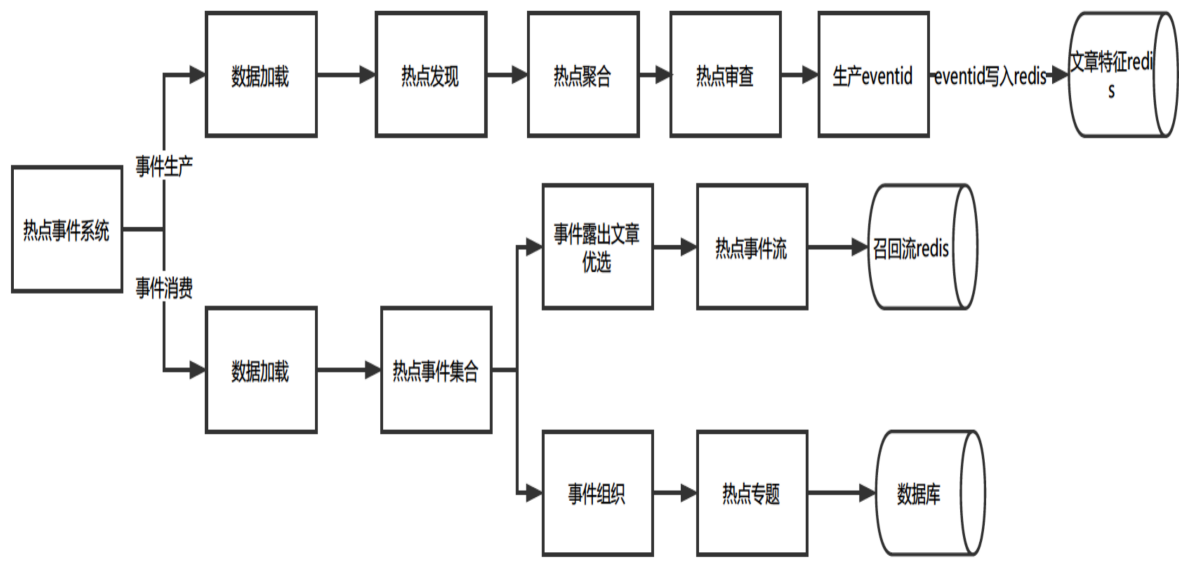 数据加载
热点发现
热点聚合
热点审查
生产eventid
eventid写入redis
文章特征redi
s
事件生产
热点事件系统
事件消费
事件露出文章
优选
热点事件流
召回流redis
数据加载
热点事件集合
事件组织
热点专题
数据库